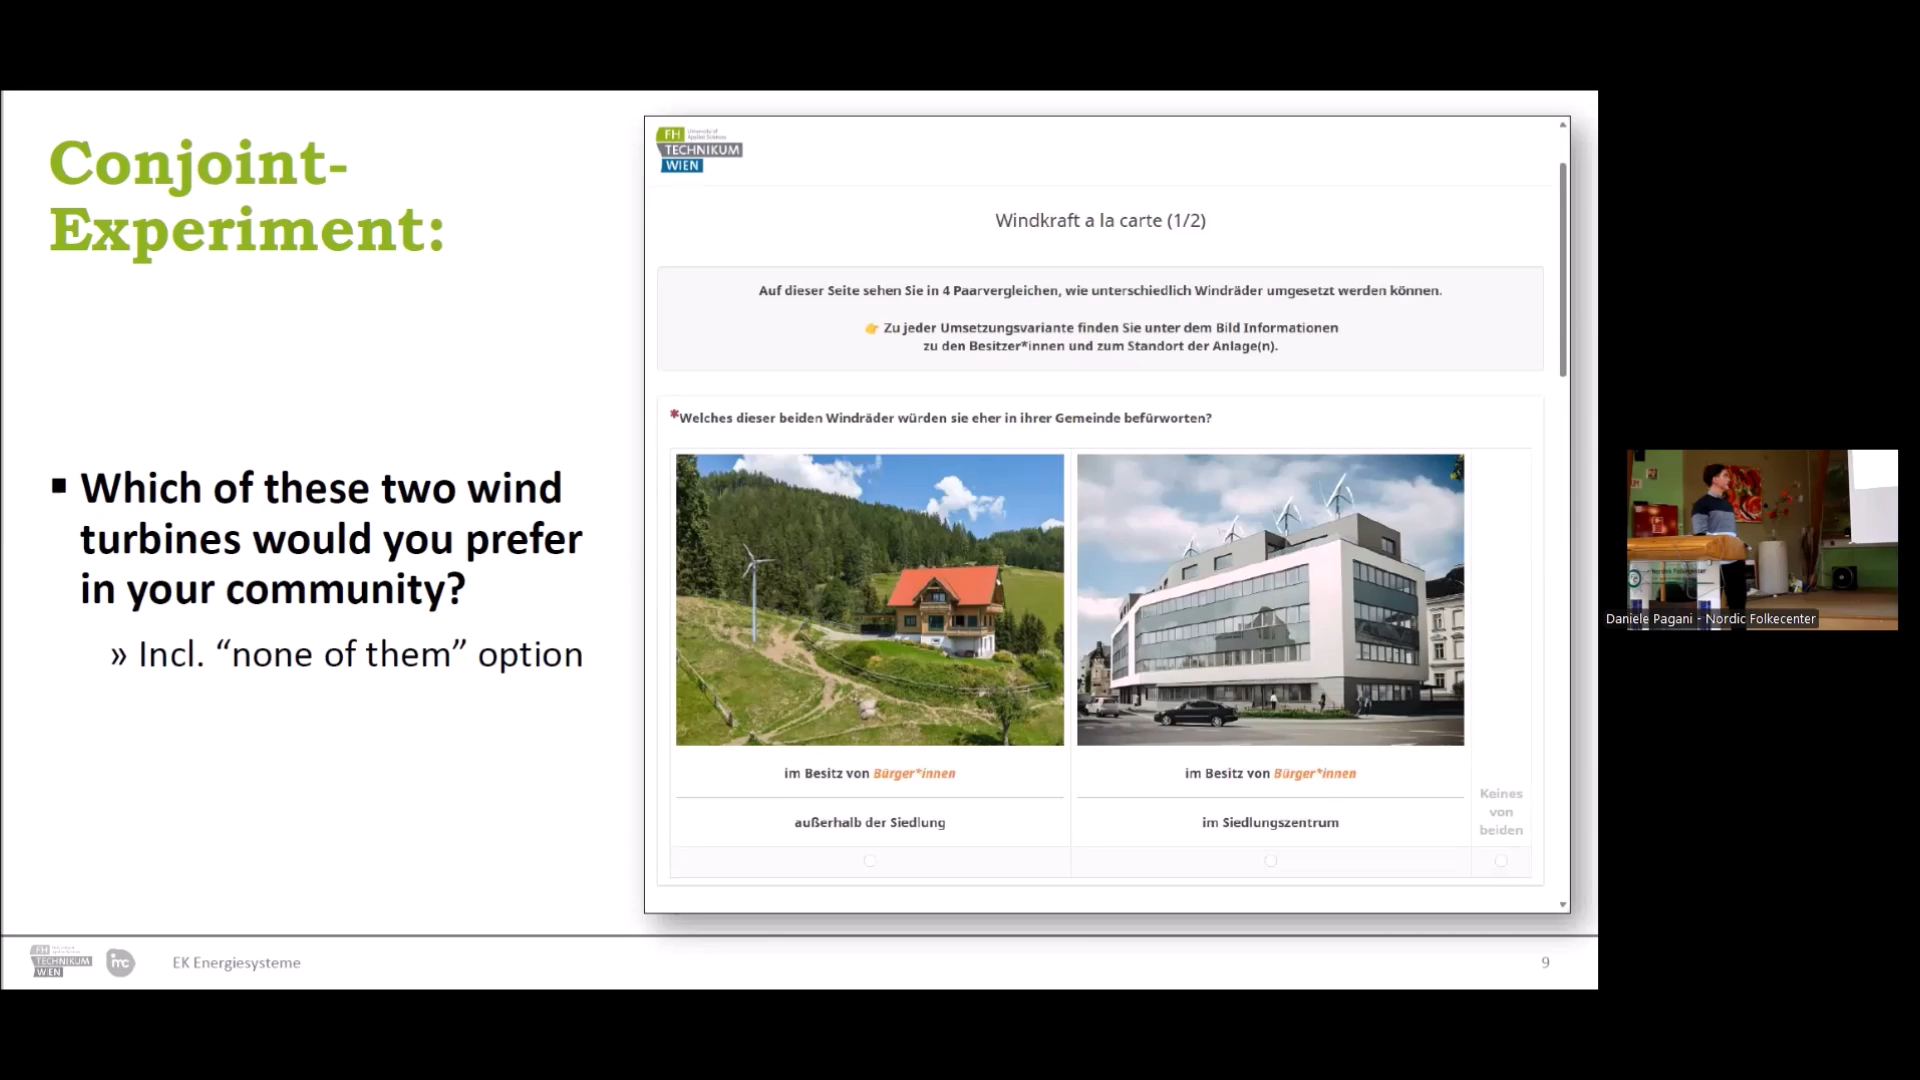 Conjoint-
Experiment:
▪ Which of these two wind
turbines would you prefer
in your community?
» Incl. “none of them” option
FH University of
Applied Sciences
TECHNIKUM
WIEN
Windkraft a la carte (1/2)
Auf dieser Seite sehen Sie in 4 Paarvergleichen, wie unterschiedlich Windräder umgesetzt werden können.
👉 Zu jeder Umsetzungsvariante finden Sie unter dem Bild Informationen
zu den Besitzer*innen und zum Standort der Anlage(n).
*Welches dieser beiden Windräder würden sie eher in ihrer Gemeinde befürworten?
im Besitz von Bürger*innen
im Besitz von Bürger*innen
außerhalb der Siedlung
im Siedlungszentrum
Keines
von
beiden
FH
TECHNIKUM
WIEN
EK Energiesysteme
9
Nordic Folkecenter
Daniele Pagani - Nordic Folkecenter